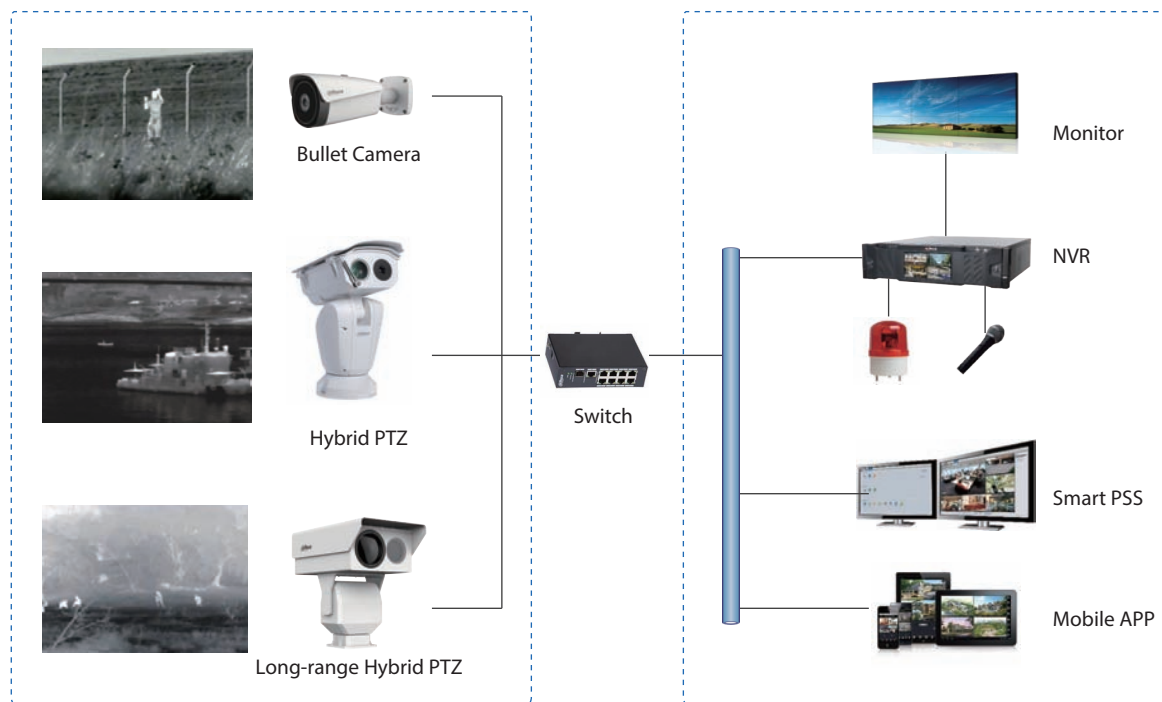 Bullet Camera
Hybrid PTZ
Long-range Hybrid PTZ
Switch
Monitor
NVR
Smart PSS
Mobile APP